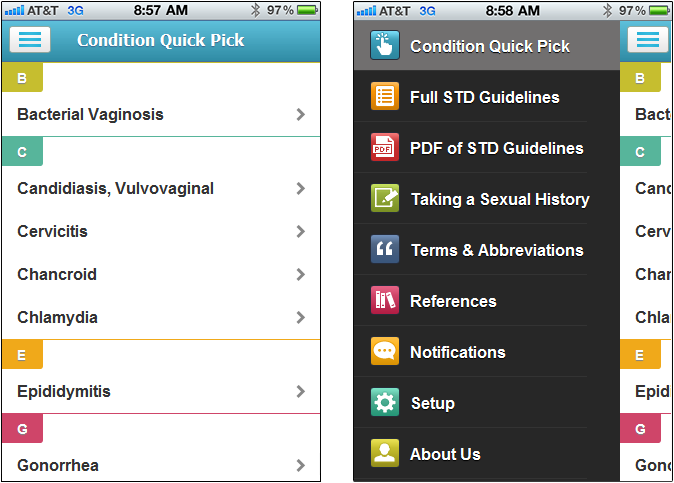 AT&T 3G 8:57 AM 97%
Condition Quick Pick
B
Bacterial Vaginosis
C
Candidiasis, Vulvovaginal
Cervicitis
Chancroid
Chlamydia
E
Epididymitis
G
Gonorrhea
AT&T 3G 8:58 AM 97%
Condition Quick Pick
Full STD Guidelines
PDF
PDF of STD Guidelines
Taking a Sexual History
Terms & Abbreviations
References
Notifications
Setup
About Us
B
Bact
C
Canc
Cerv
Char
Chla
E
Epid
G
Gonc